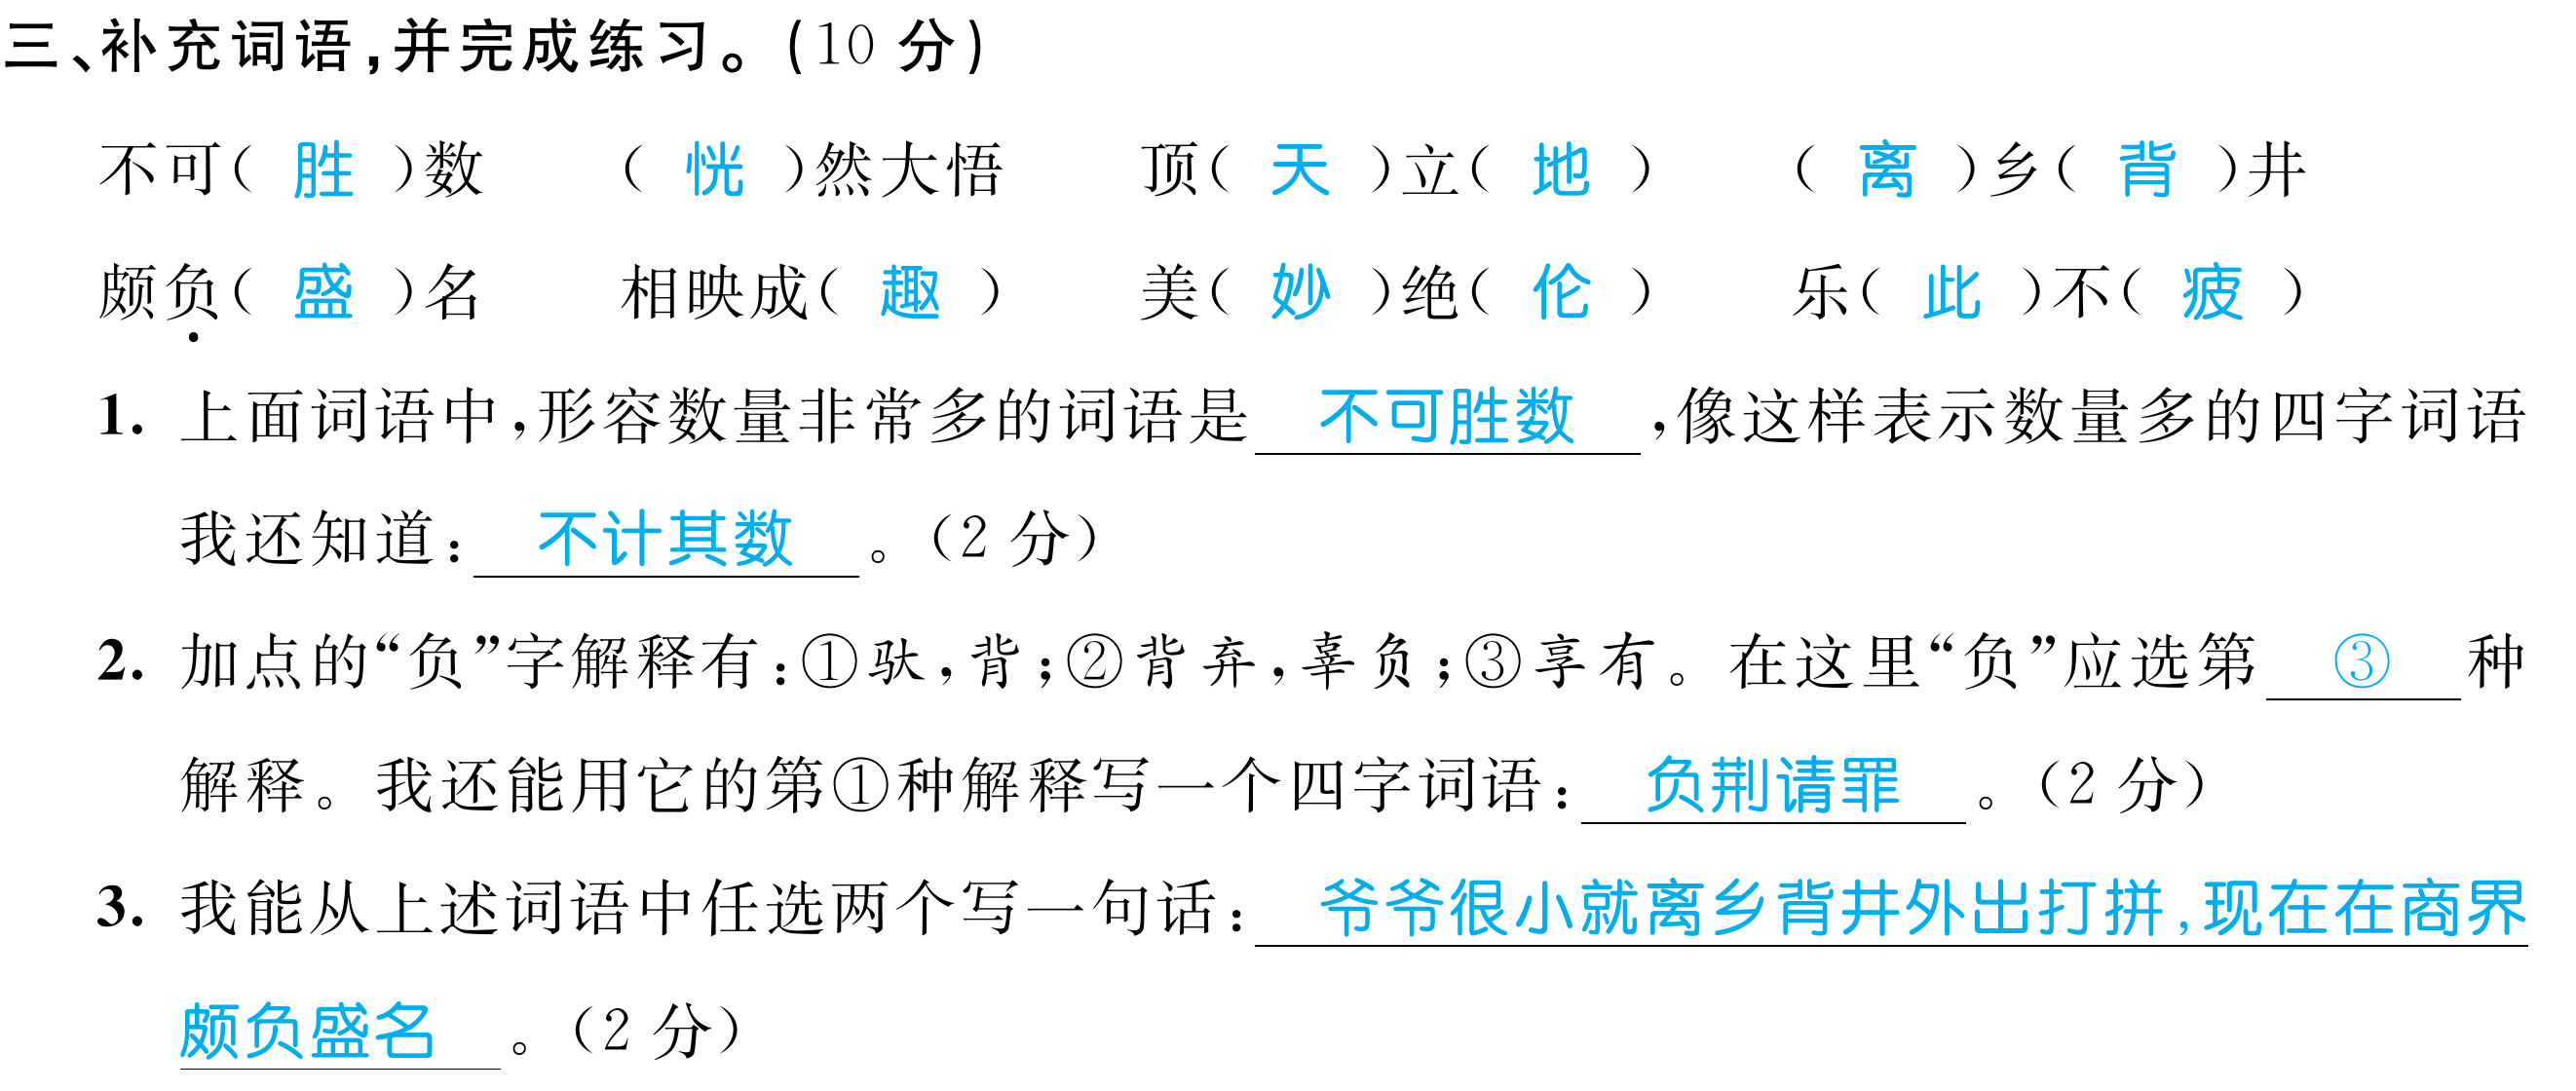 三、补充词语,并完成练习。(10 分)
不可( 胜 )数 ( 恍 )然大悟 顶( 天 )立( 地 ) ( 离 )乡( 背 )井
颇负( 盛 )名 相映成( 趣 ) 美( 妙 )绝( 伦 ) 乐( 此 )不( 疲 )
1. 上面词语中,形容数量非常多的词语是 不可胜数 ,像这样表示数量多的四字词语
我还知道: 不计其数 。(2 分)
2. 加点的“负”字解释有:①驮,背;②背弃,辜负;③享有。在这里“负”应选第 ③ 种
解释。我还能用它的第①种解释写一个四字词语: 负荆请罪 。(2 分)
3. 我能从上述词语中任选两个写一句话: 爷爷很小就离乡背井外出打拼,现在在商界
颇负盛名 。(2 分)